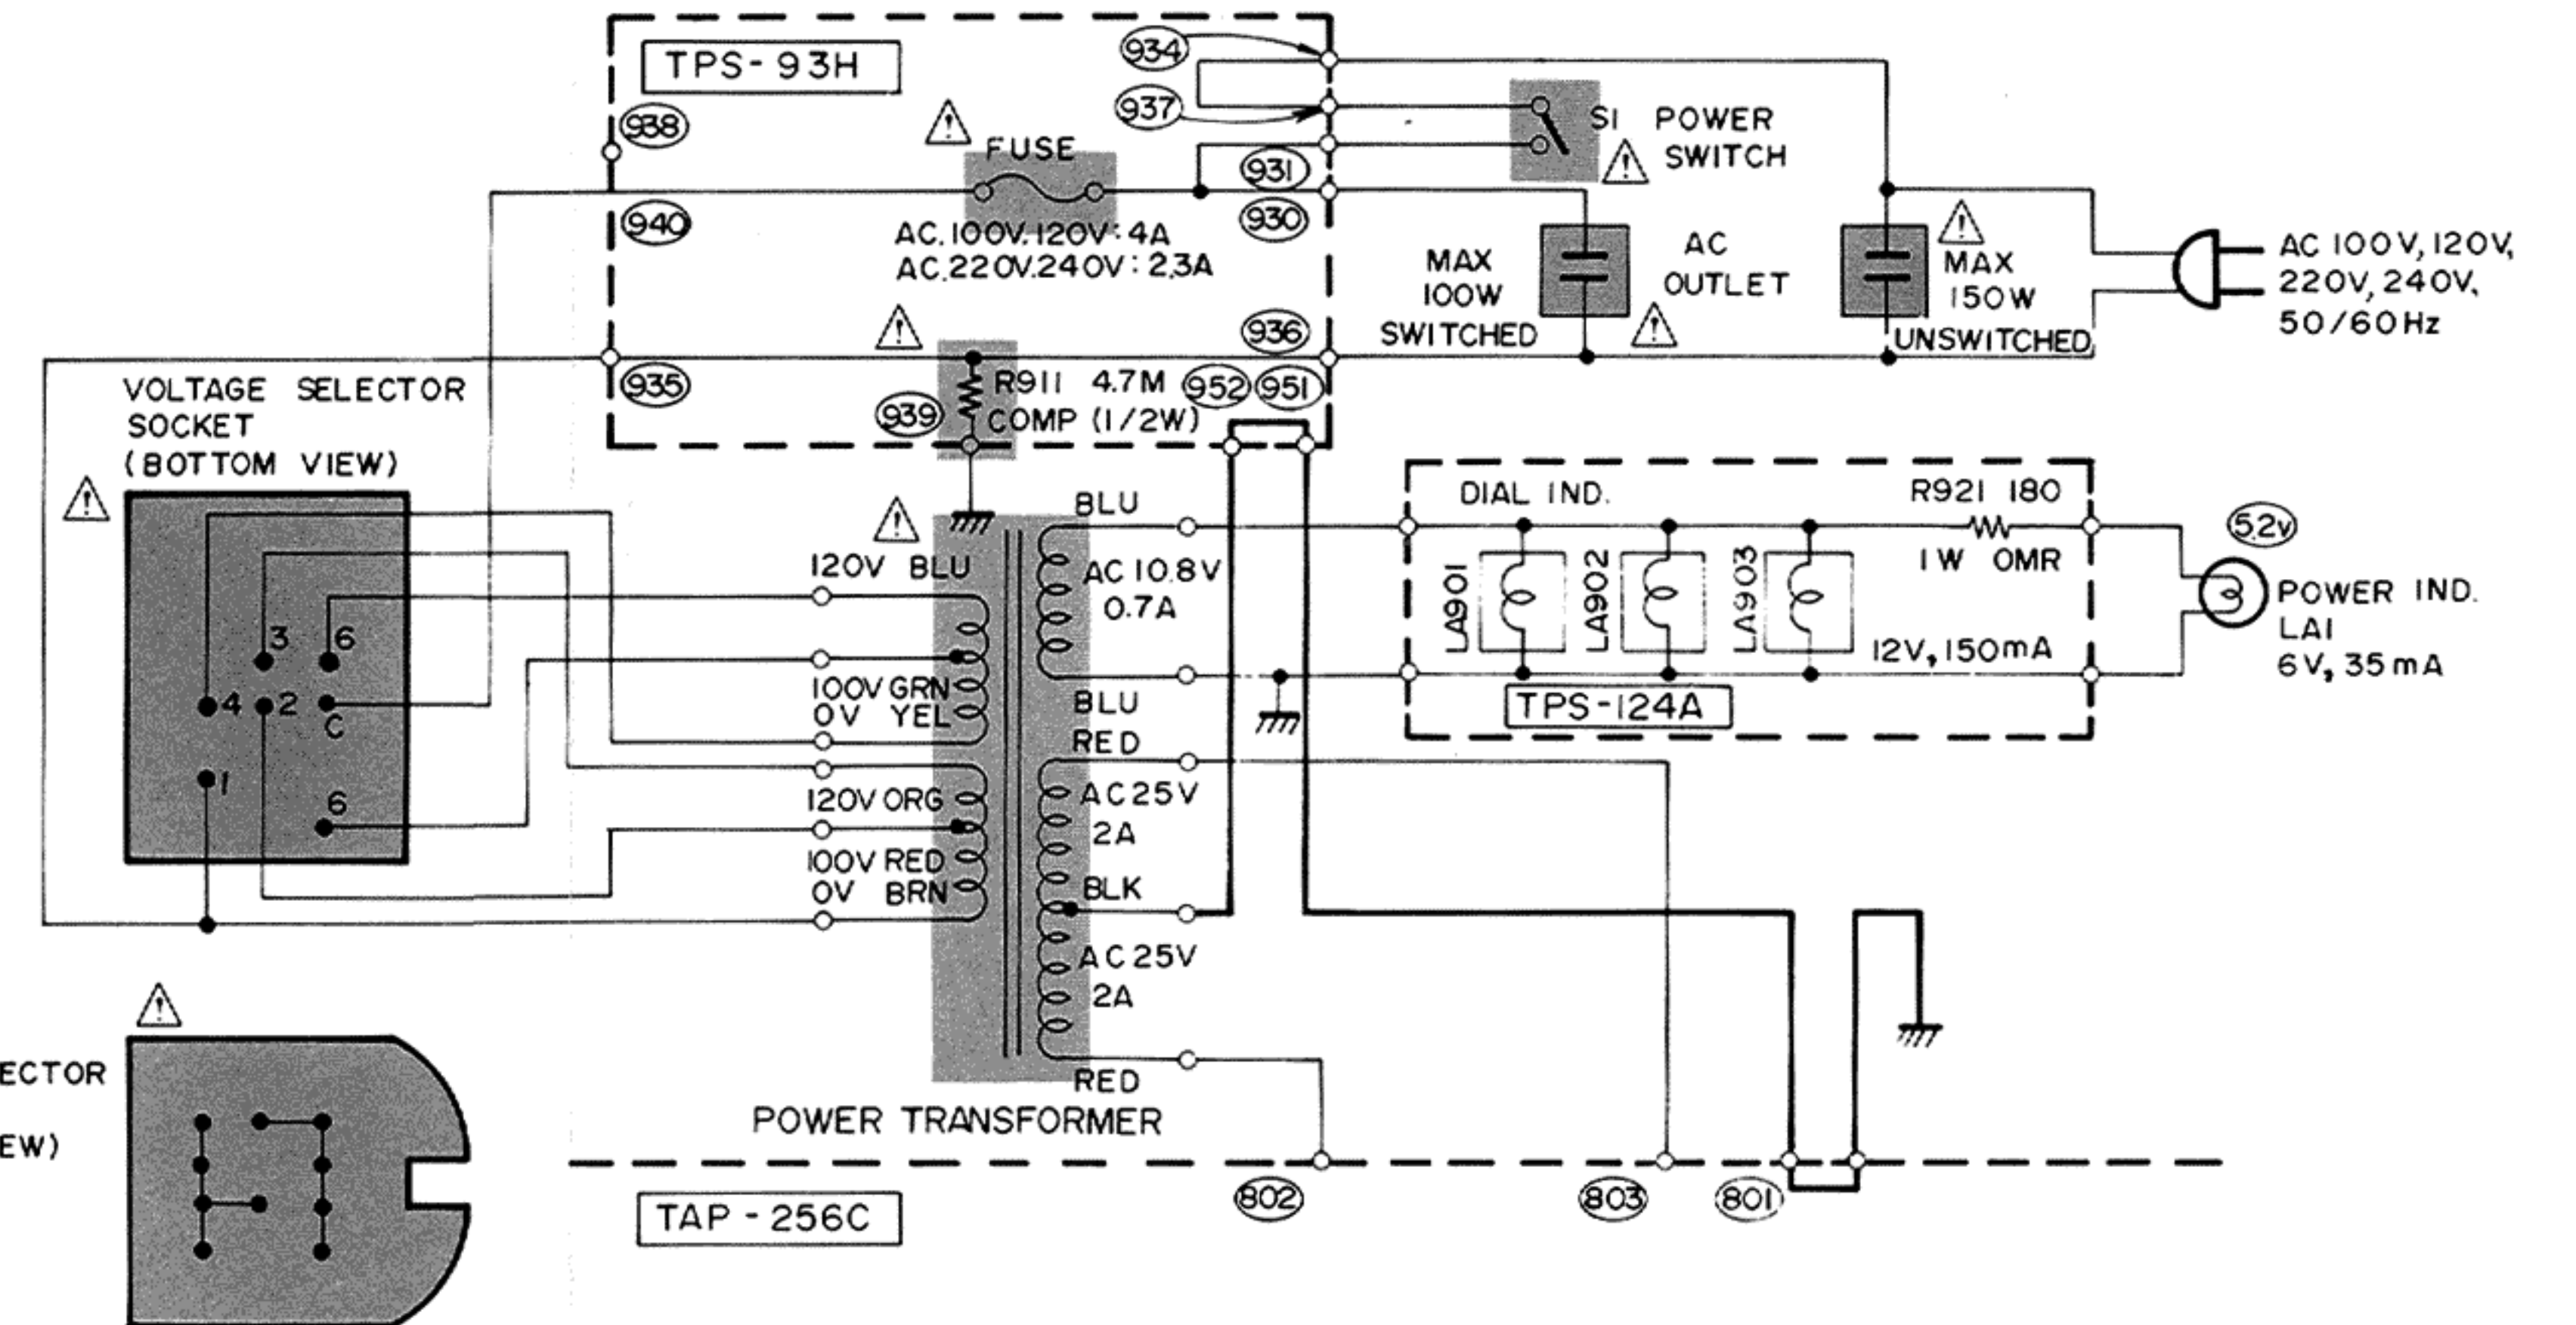 TPS-93H
934
937
938
FUSE
S1 POWER
SWITCH
931
940
930
AC.100V.120V:4A
AC.220V.240V:2.3A
MAX
100W
SWITCHED
AC
OUTLET
MAX
150W
UNSWITCHED
AC 100V, 120V,
220V, 240V,
50/60Hz
936
935
939
R911 4.7M
COMP (1/2W)
952
951
VOLTAGE SELECTOR
SOCKET
(BOTTOM VIEW)
3
6
4
2
C
1
6
120V BLU
100V GRN
0V YEL
120V ORG
100V RED
0V BRN
BLU
AC 10.8V
0.7A
BLU
RED
AC 25V
2A
BLK
AC 25V
2A
RED
DIAL IND.
R921 180
1W OMR
LA901
LA902
LA903
12V, 150mA
TPS-124A
5.2v
POWER IND.
LA1
6V, 35mA
ECTOR
EW)
POWER TRANSFORMER
TAP-256C
802
803
801